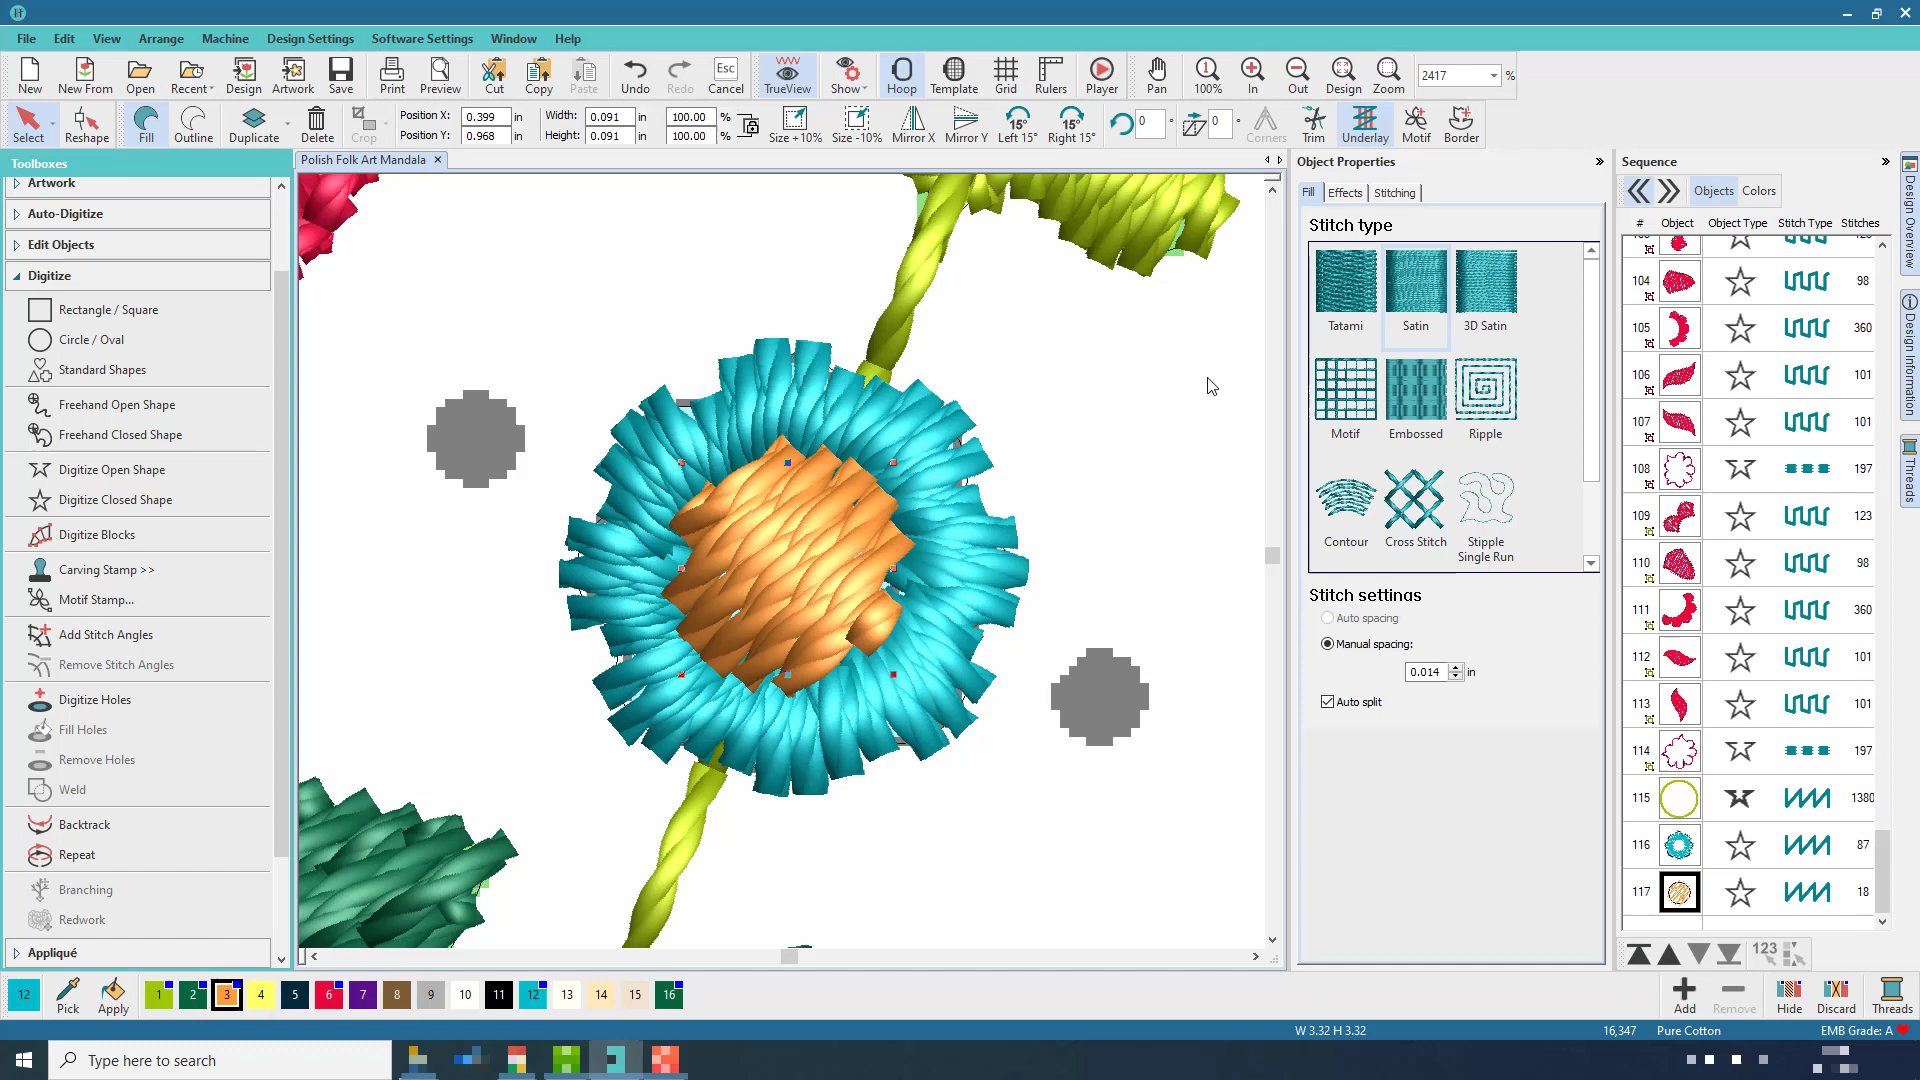 File Edit View Arrange Machine Design Settings Software Settings Window Help
New New From Open Recent Design Artwork Save Print Preview Cut Copy Paste Undo Redo Esc Cancel TrueView Show Hoop Template Grid Rulers Player Pan 1 100% In Out Design Zoom 2417 %
Select Reshape Fill Outline Duplicate Delete Crop Position X: 0.399 in Width: 0.091 in 100.00 % Size +10% Size -10% Mirror X Mirror Y 15° Left 15° 15° Right 15° 0 ° 0 ° Corners Trim Underlay Motif Border
Position Y: 0.968 in Height: 0.091 in 100.00 %
Toolboxes
Artwork
Auto-Digitize
Edit Objects
Digitize
Rectangle / Square
Circle / Oval
Standard Shapes
Freehand Open Shape
Freehand Closed Shape
Digitize Open Shape
Digitize Closed Shape
Digitize Blocks
Carving Stamp >>
Motif Stamp...
Add Stitch Angles
Remove Stitch Angles
Digitize Holes
Fill Holes
Remove Holes
Weld
Backtrack
Repeat
Branching
Redwork
Appliqué
Polish Folk Art Mandala
Object Properties
Fill Effects Stitching
Stitch type
Tatami Satin 3D Satin
Motif Embossed Ripple
Contour Cross Stitch Stipple
Single Run
Stitch settings
Auto spacing
Manual spacing:
0.014 in
Auto split
Sequence
Objects Colors
# Object Object Type Stitch Type Stitches
104 98
105 360
106 101
107 101
108 197
109 123
110 98
111 360
112 101
113 101
114 197
115 1380
116 87
117 18
123
Design Overview
Design Information
Threads
12 Pick Apply 1 2 3 4 5 6 7 8 9 10 11 12 13 14 15 16 Add Remove Hide Discard Threads
W 3.32 H 3.32 16,347 Pure Cotton EMB Grade: A
Type here to search